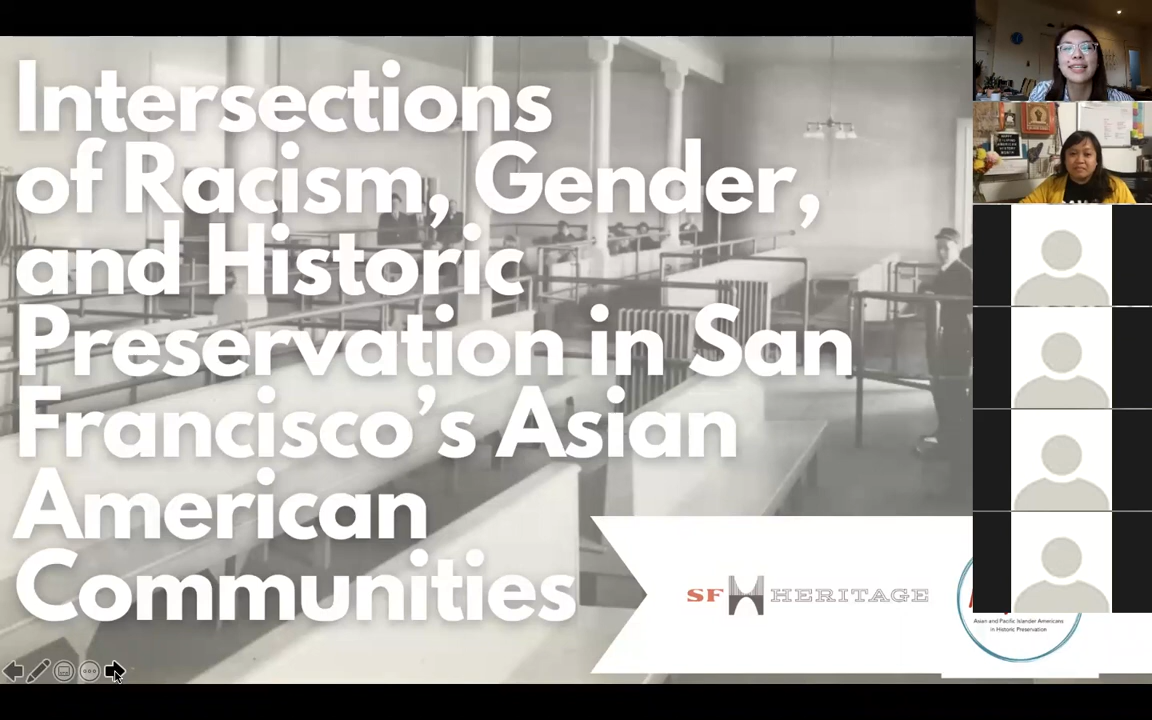 Intersections
of Racism, Gender,
and Historic
Preservation in San
Francisco’s Asian
American
Communities
SF HERITAGE
Asian and Pacific Islander Americans
in Historic Preservation